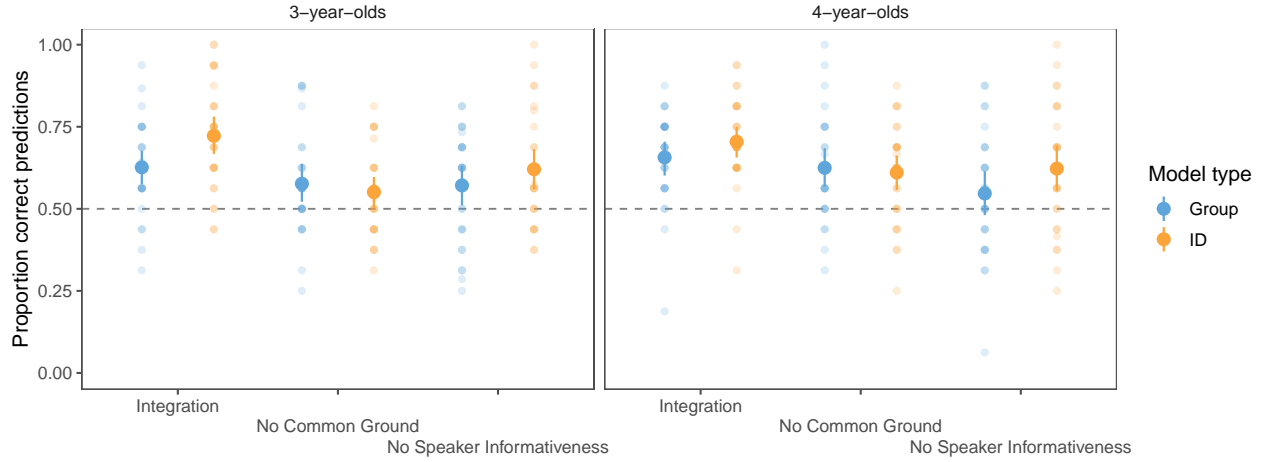 3−year−olds
4−year−olds
Proportion correct predictions
1.00
0.75
0.50
0.25
0.00
Integration
No Common Ground
No Speaker Informativeness
Integration
No Common Ground
No Speaker Informativeness
Model type
Group
ID